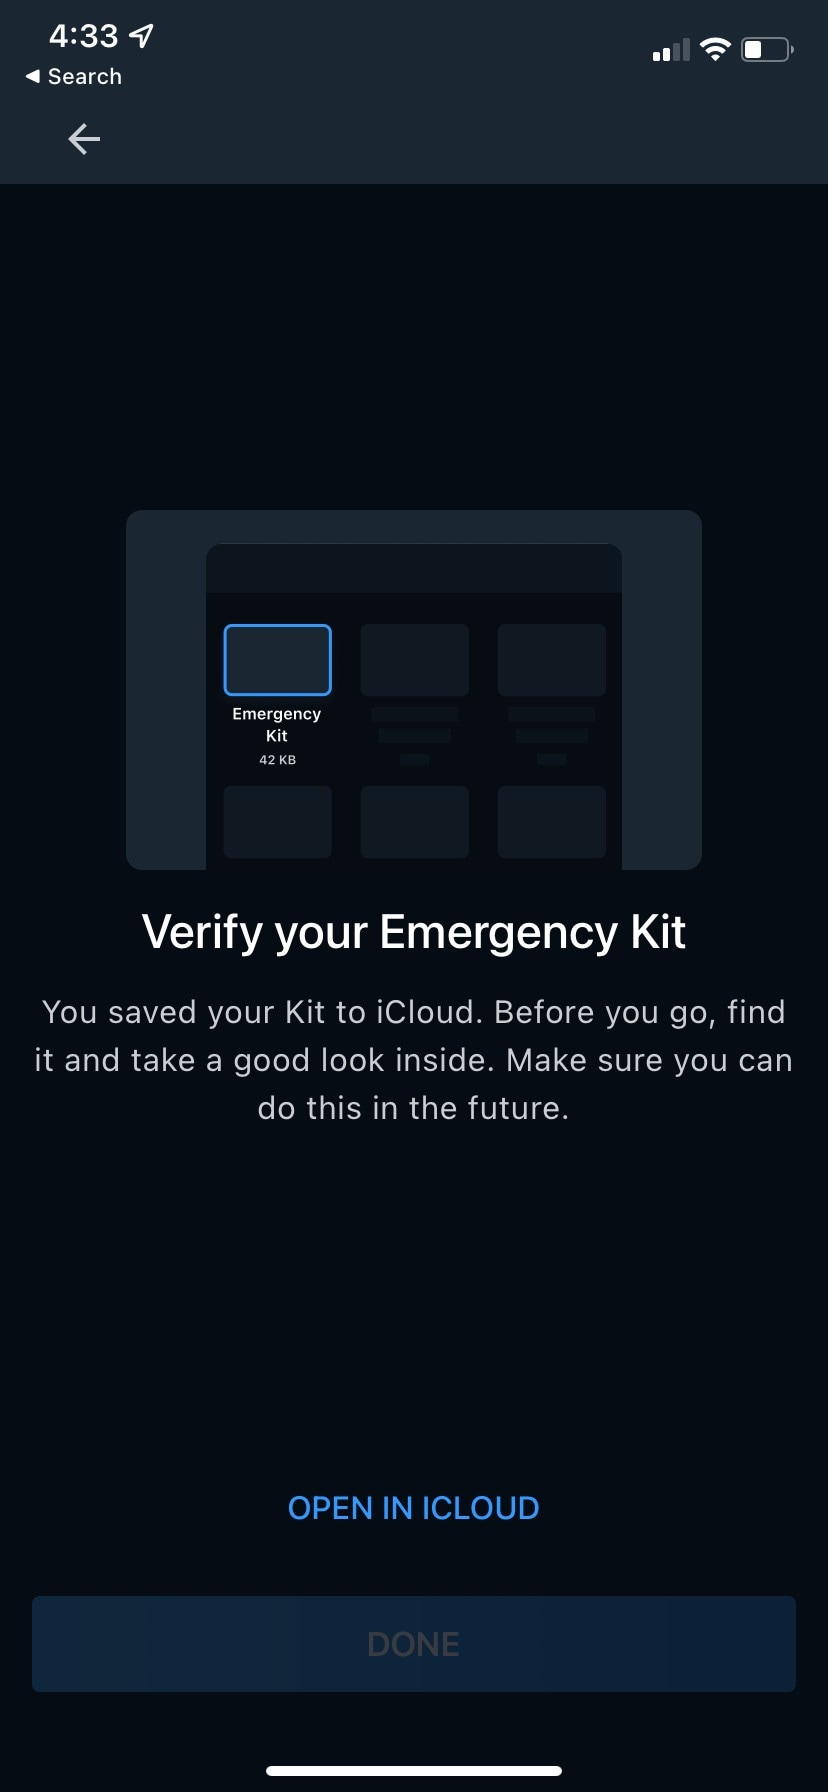 4:33
Search
Emergency
Kit
42 KB
Verify your Emergency Kit
You saved your Kit to iCloud. Before you go, find
it and take a good look inside. Make sure you can
do this in the future.
OPEN IN ICLOUD
DONE